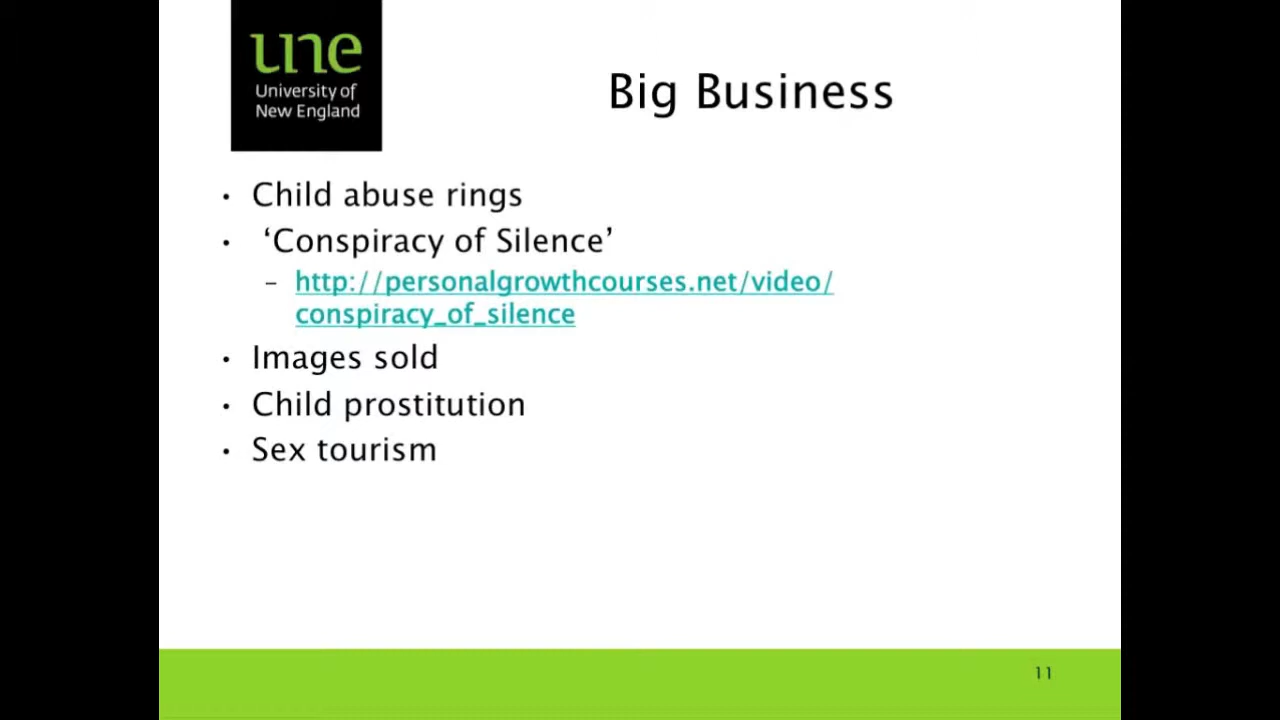 une
University of
New England
Big Business
• Child abuse rings
• ‘Conspiracy of Silence’
– http://personalgrowthcourses.net/video/
conspiracy_of_silence
• Images sold
• Child prostitution
• Sex tourism
11